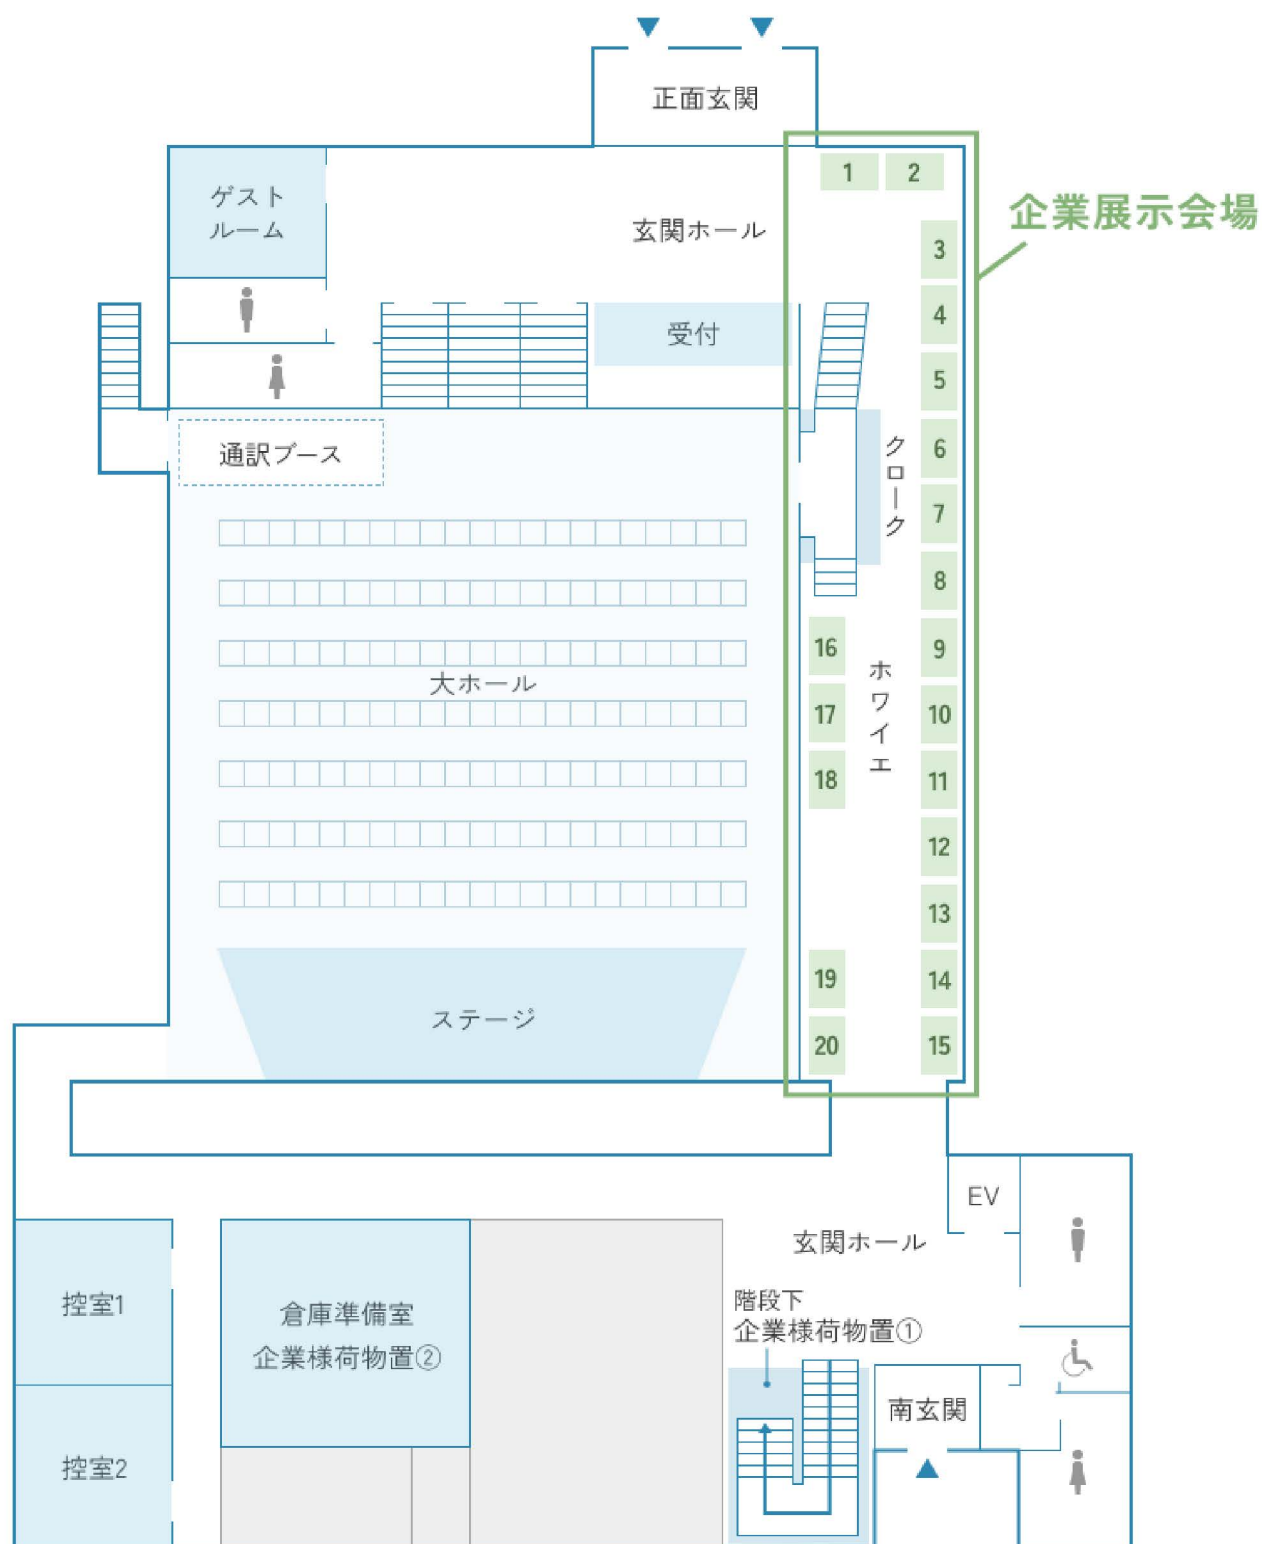 正面玄関
1
2
ゲスト
ルーム
玄関ホール
企業展示会場
3
4
受付
5
クローク
6
通訳ブース
7
8
16
9
ホワイエ
大ホール
17
10
18
11
12
13
19
14
ステージ
20
15
EV
玄関ホール
控室1
倉庫準備室
企業様荷物置②
階段下
企業様荷物置①
南玄関
控室2